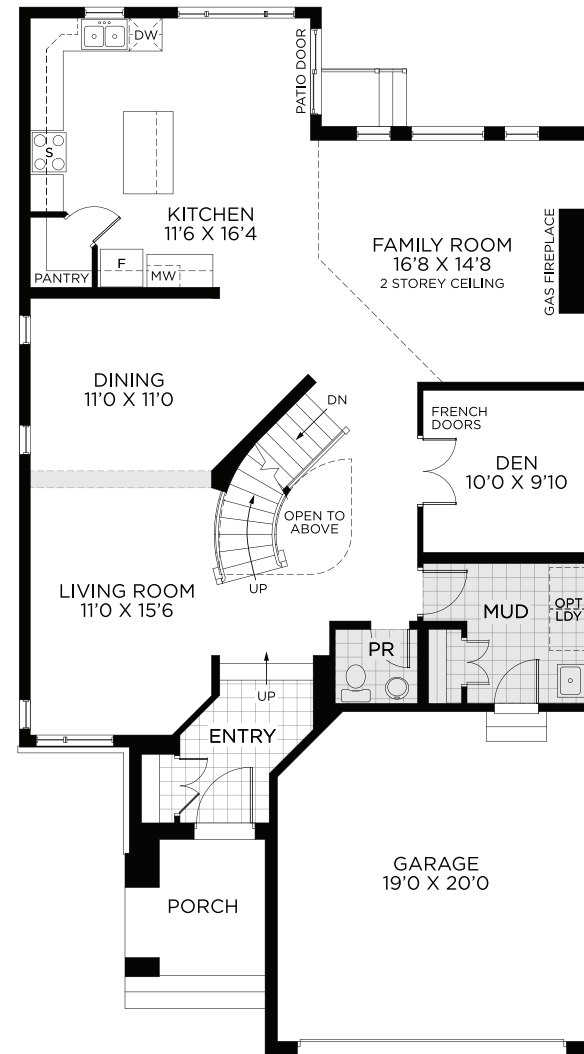 DW
PATIO DOOR
S
KITCHEN
11'6 X 16'4
FAMILY ROOM
16'8 X 14'8
2 STOREY CEILING
GAS FIREPLACE
PANTRY
F
MW
DINING
11'0 X 11'0
DN
FRENCH
DOORS
DEN
10'0 X 9'10
OPEN TO
ABOVE
UP
LIVING ROOM
11'0 X 15'6
MUD
OPT
LDY
PR
UP
ENTRY
GARAGE
19'0 X 20'0
PORCH